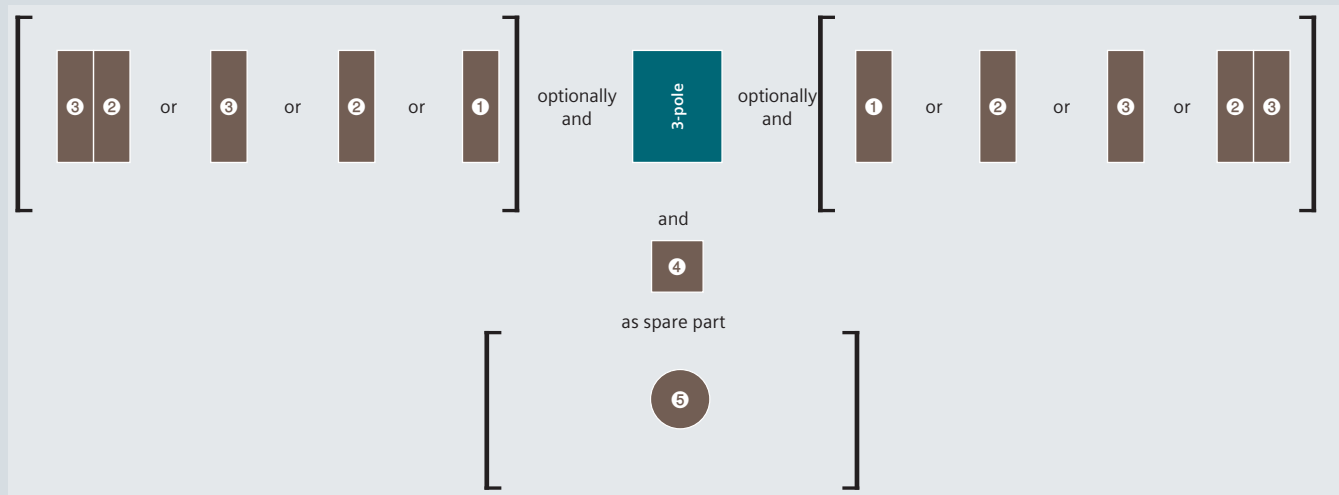 ❸ ❷ or ❸ or ❷ or ❶ optionally and 3-pole optionally and ❶ or ❷ or ❸ or ❷ ❸
and
❹
as spare part
❺